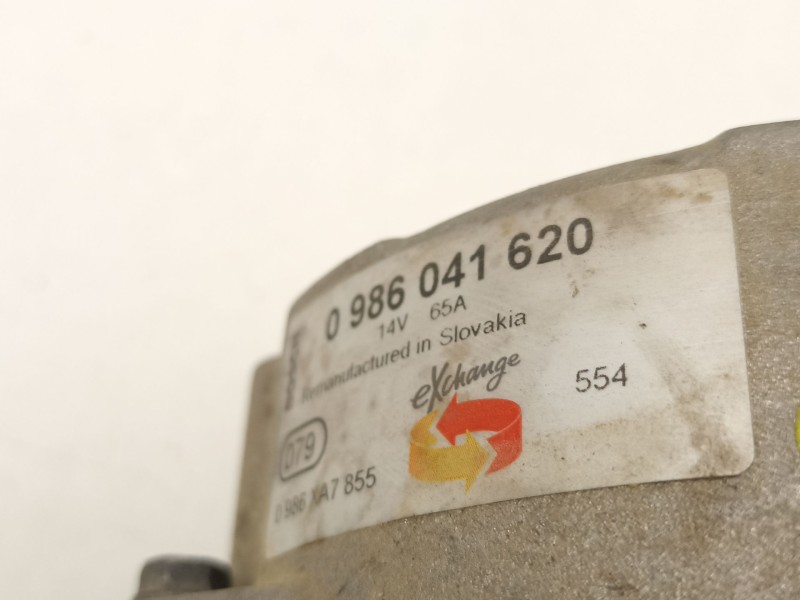 0 986 041 620
14V 65A
Remanufactured in Slovakia
eXchange
554
079
0 986 XA7 855